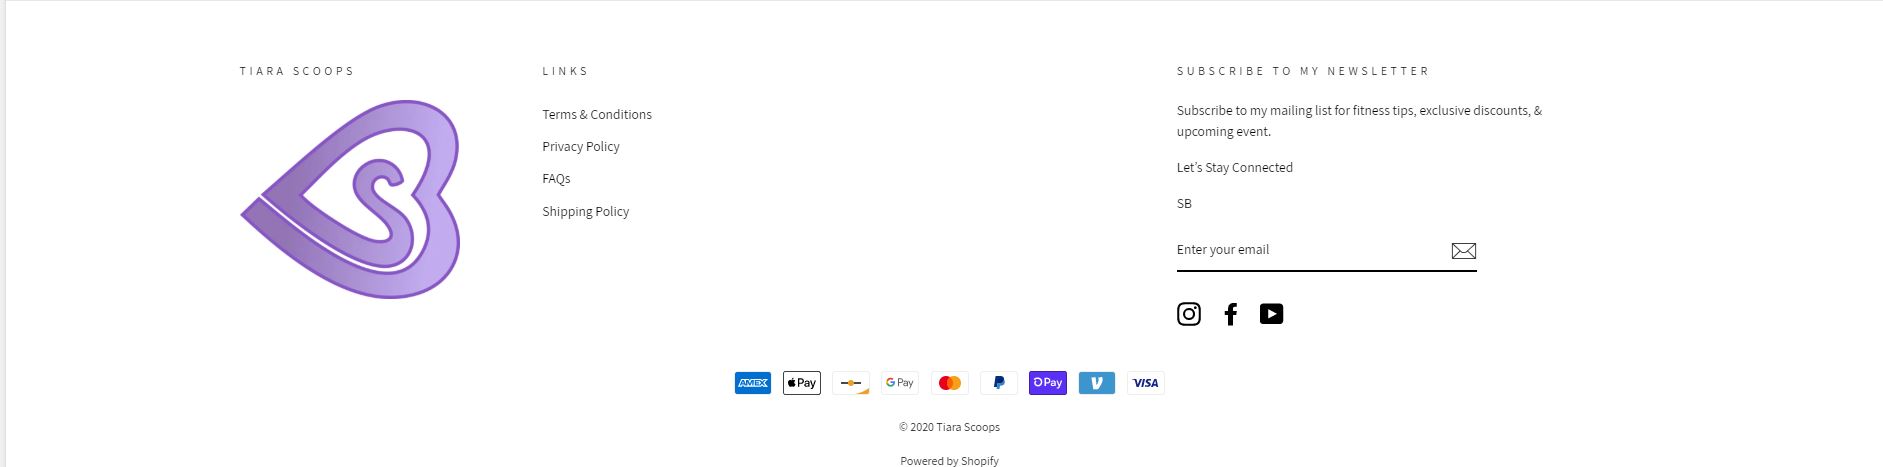 TIARA SCOOPS
LINKS
Terms & Conditions
Privacy Policy
FAQs
Shipping Policy
SUBSCRIBE TO MY NEWSLETTER
Subscribe to my mailing list for fitness tips, exclusive discounts, &
upcoming event.
Let's Stay Connected
SB
Enter your email
AMEX Pay G Pay Pay VISA
© 2020 Tiara Scoops
Powered by Shopify